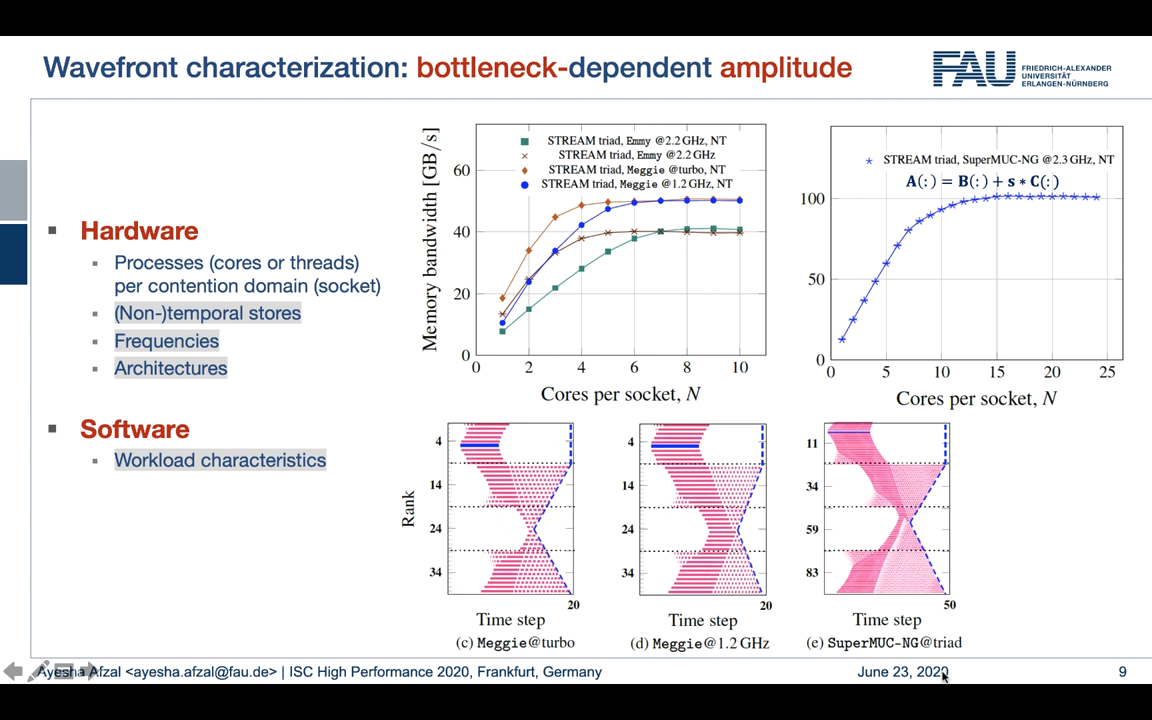 Wavefront characterization: bottleneck-dependent amplitude
FAU
FRIEDRICH-ALEXANDER
UNIVERSITÄT
ERLANGEN-NÜRNBERG
Hardware
Processes (cores or threads)
per contention domain (socket)
(Non-)temporal stores
Frequencies
Architectures
Software
Workload characteristics
Memory bandwidth [GB/s]
STREAM triad, Emmy @2.2 GHz, NT
STREAM triad, Emmy @2.2 GHz
STREAM triad, Meggie @turbo, NT
STREAM triad, Meggie @1.2 GHz, NT
60
40
20
0
0 2 4 6 8 10
Cores per socket, N
STREAM triad, SuperMUC-NG @2.3 GHz, NT
A(:) = B(:) + s * C(:)
100
50
0
0 5 10 15 20 25
Cores per socket, N
Rank
4
14
24
34
20
Time step
(c) Meggie@turbo
4
14
24
34
20
Time step
(d) Meggie@1.2 GHz
11
34
59
83
50
Time step
(e) SuperMUC-NG@triad
Ayesha Afzal <ayesha.afzal@fau.de> | ISC High Performance 2020, Frankfurt, Germany
June 23, 2020
9